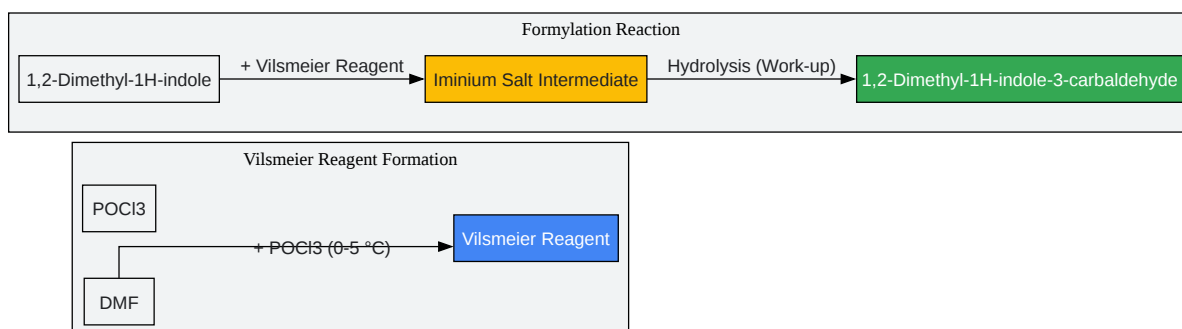 Formylation Reaction
1,2-Dimethyl-1H-indole
+ Vilsmeier Reagent
Iminium Salt Intermediate
Hydrolysis (Work-up)
1,2-Dimethyl-1H-indole-3-carbaldehyde
Vilsmeier Reagent Formation
POCl3
+ POCl3 (0-5 °C)
Vilsmeier Reagent
DMF